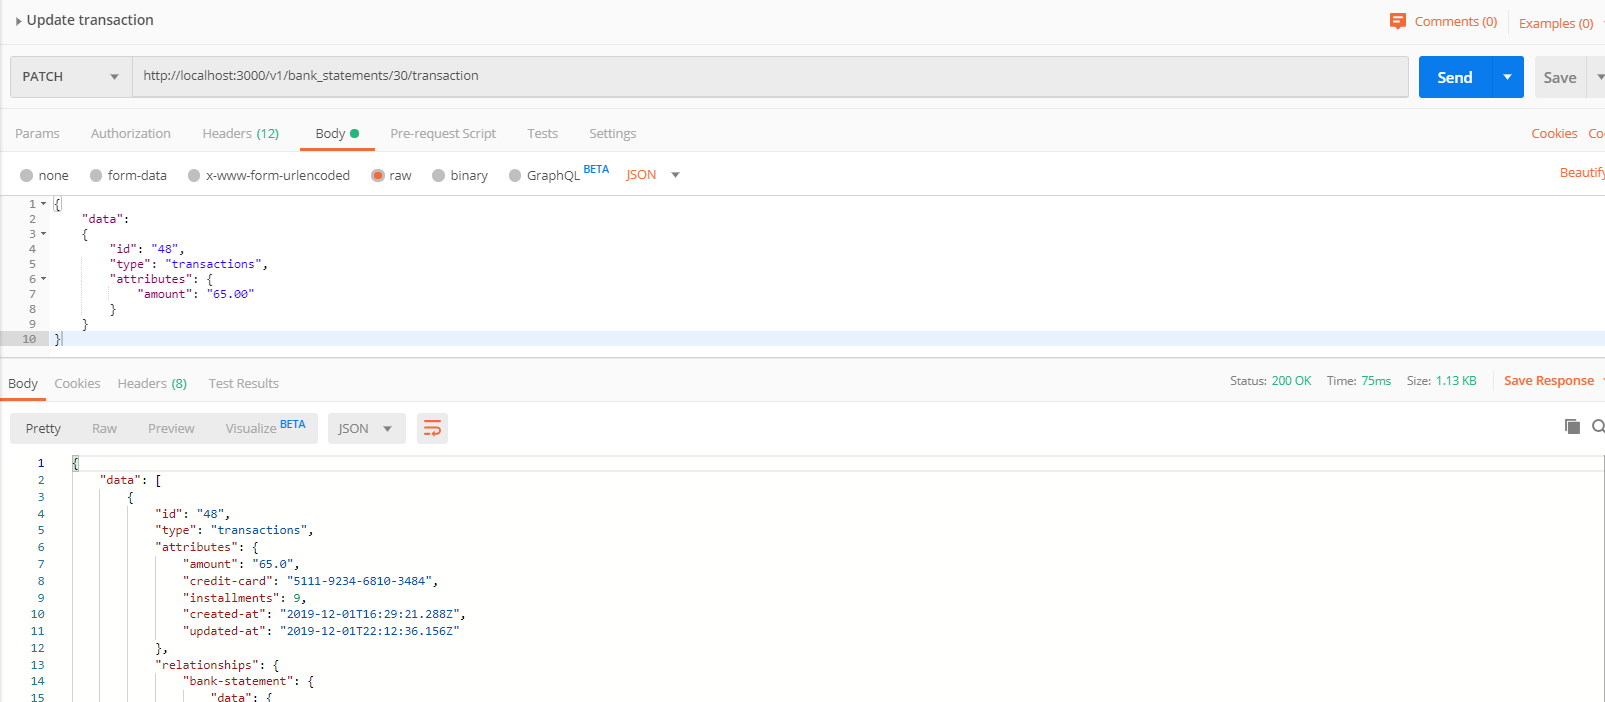 Update transaction
Comments (0) Examples (0)
PATCH http://localhost:3000/v1/bank_statements/30/transaction Send Save
Params Authorization Headers (12) Body Pre-request Script Tests Settings Cookies Co
none form-data x-www-form-urlencoded raw binary GraphQL BETA JSON Beautify
1 {
2 "data":
3 {
4 "id": "48",
5 "type": "transactions",
6 "attributes": {
7 "amount": "65.00"
8 }
9 }
10 }
Body Cookies Headers (8) Test Results Status: 200 OK Time: 75ms Size: 1.13 KB Save Response
Pretty Raw Preview Visualize BETA JSON
1 {
2 "data": [
3 {
4 "id": "48",
5 "type": "transactions",
6 "attributes": {
7 "amount": "65.0",
8 "credit-card": "5111-9234-6810-3484",
9 "installments": 9,
10 "created-at": "2019-12-01T16:29:21.288Z",
11 "updated-at": "2019-12-01T22:12:36.156Z"
12 },
13 "relationships": {
14 "bank-statement": {
15 "data": {